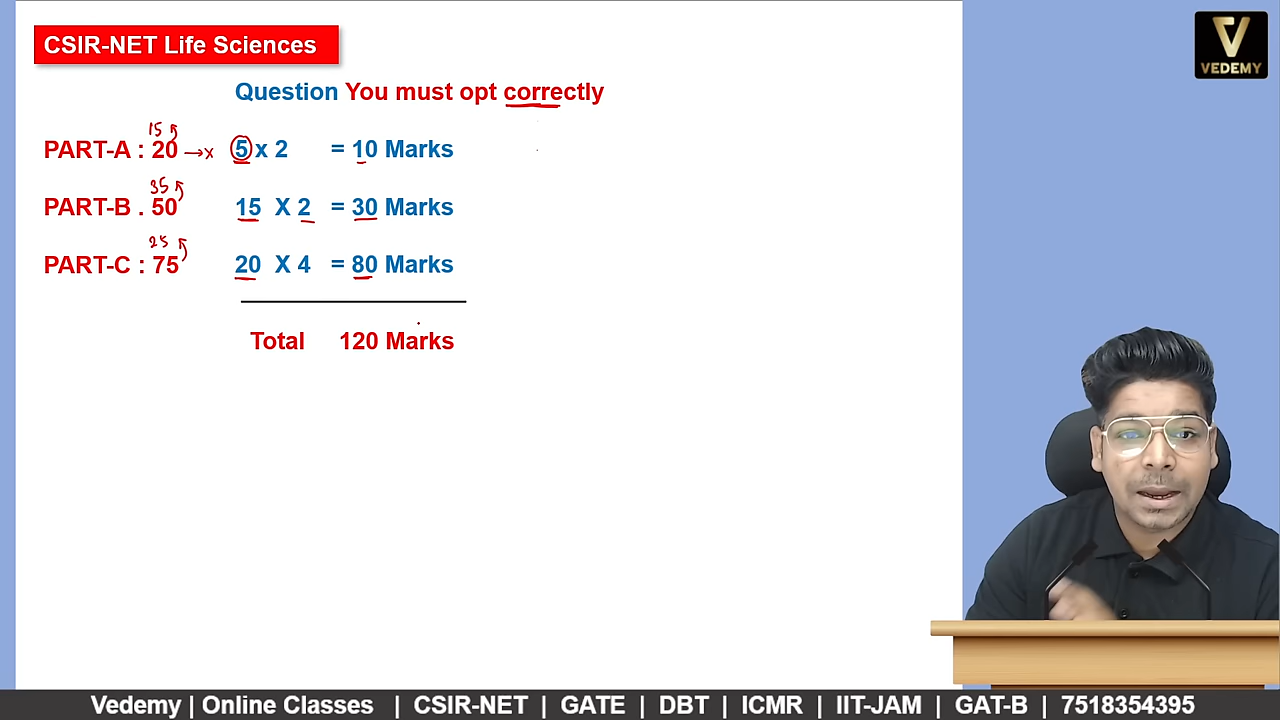 CSIR-NET Life Sciences
V
VEDEMY
Question You must opt correctly
15
PART-A : 20 →x 5 x 2 = 10 Marks
35
PART-B . 50 15 X 2 = 30 Marks
25
PART-C : 75 20 X 4 = 80 Marks
Total 120 Marks
Vedemy | Online Classes | CSIR-NET | GATE | DBT | ICMR | IIT-JAM | GAT-B | 7518354395